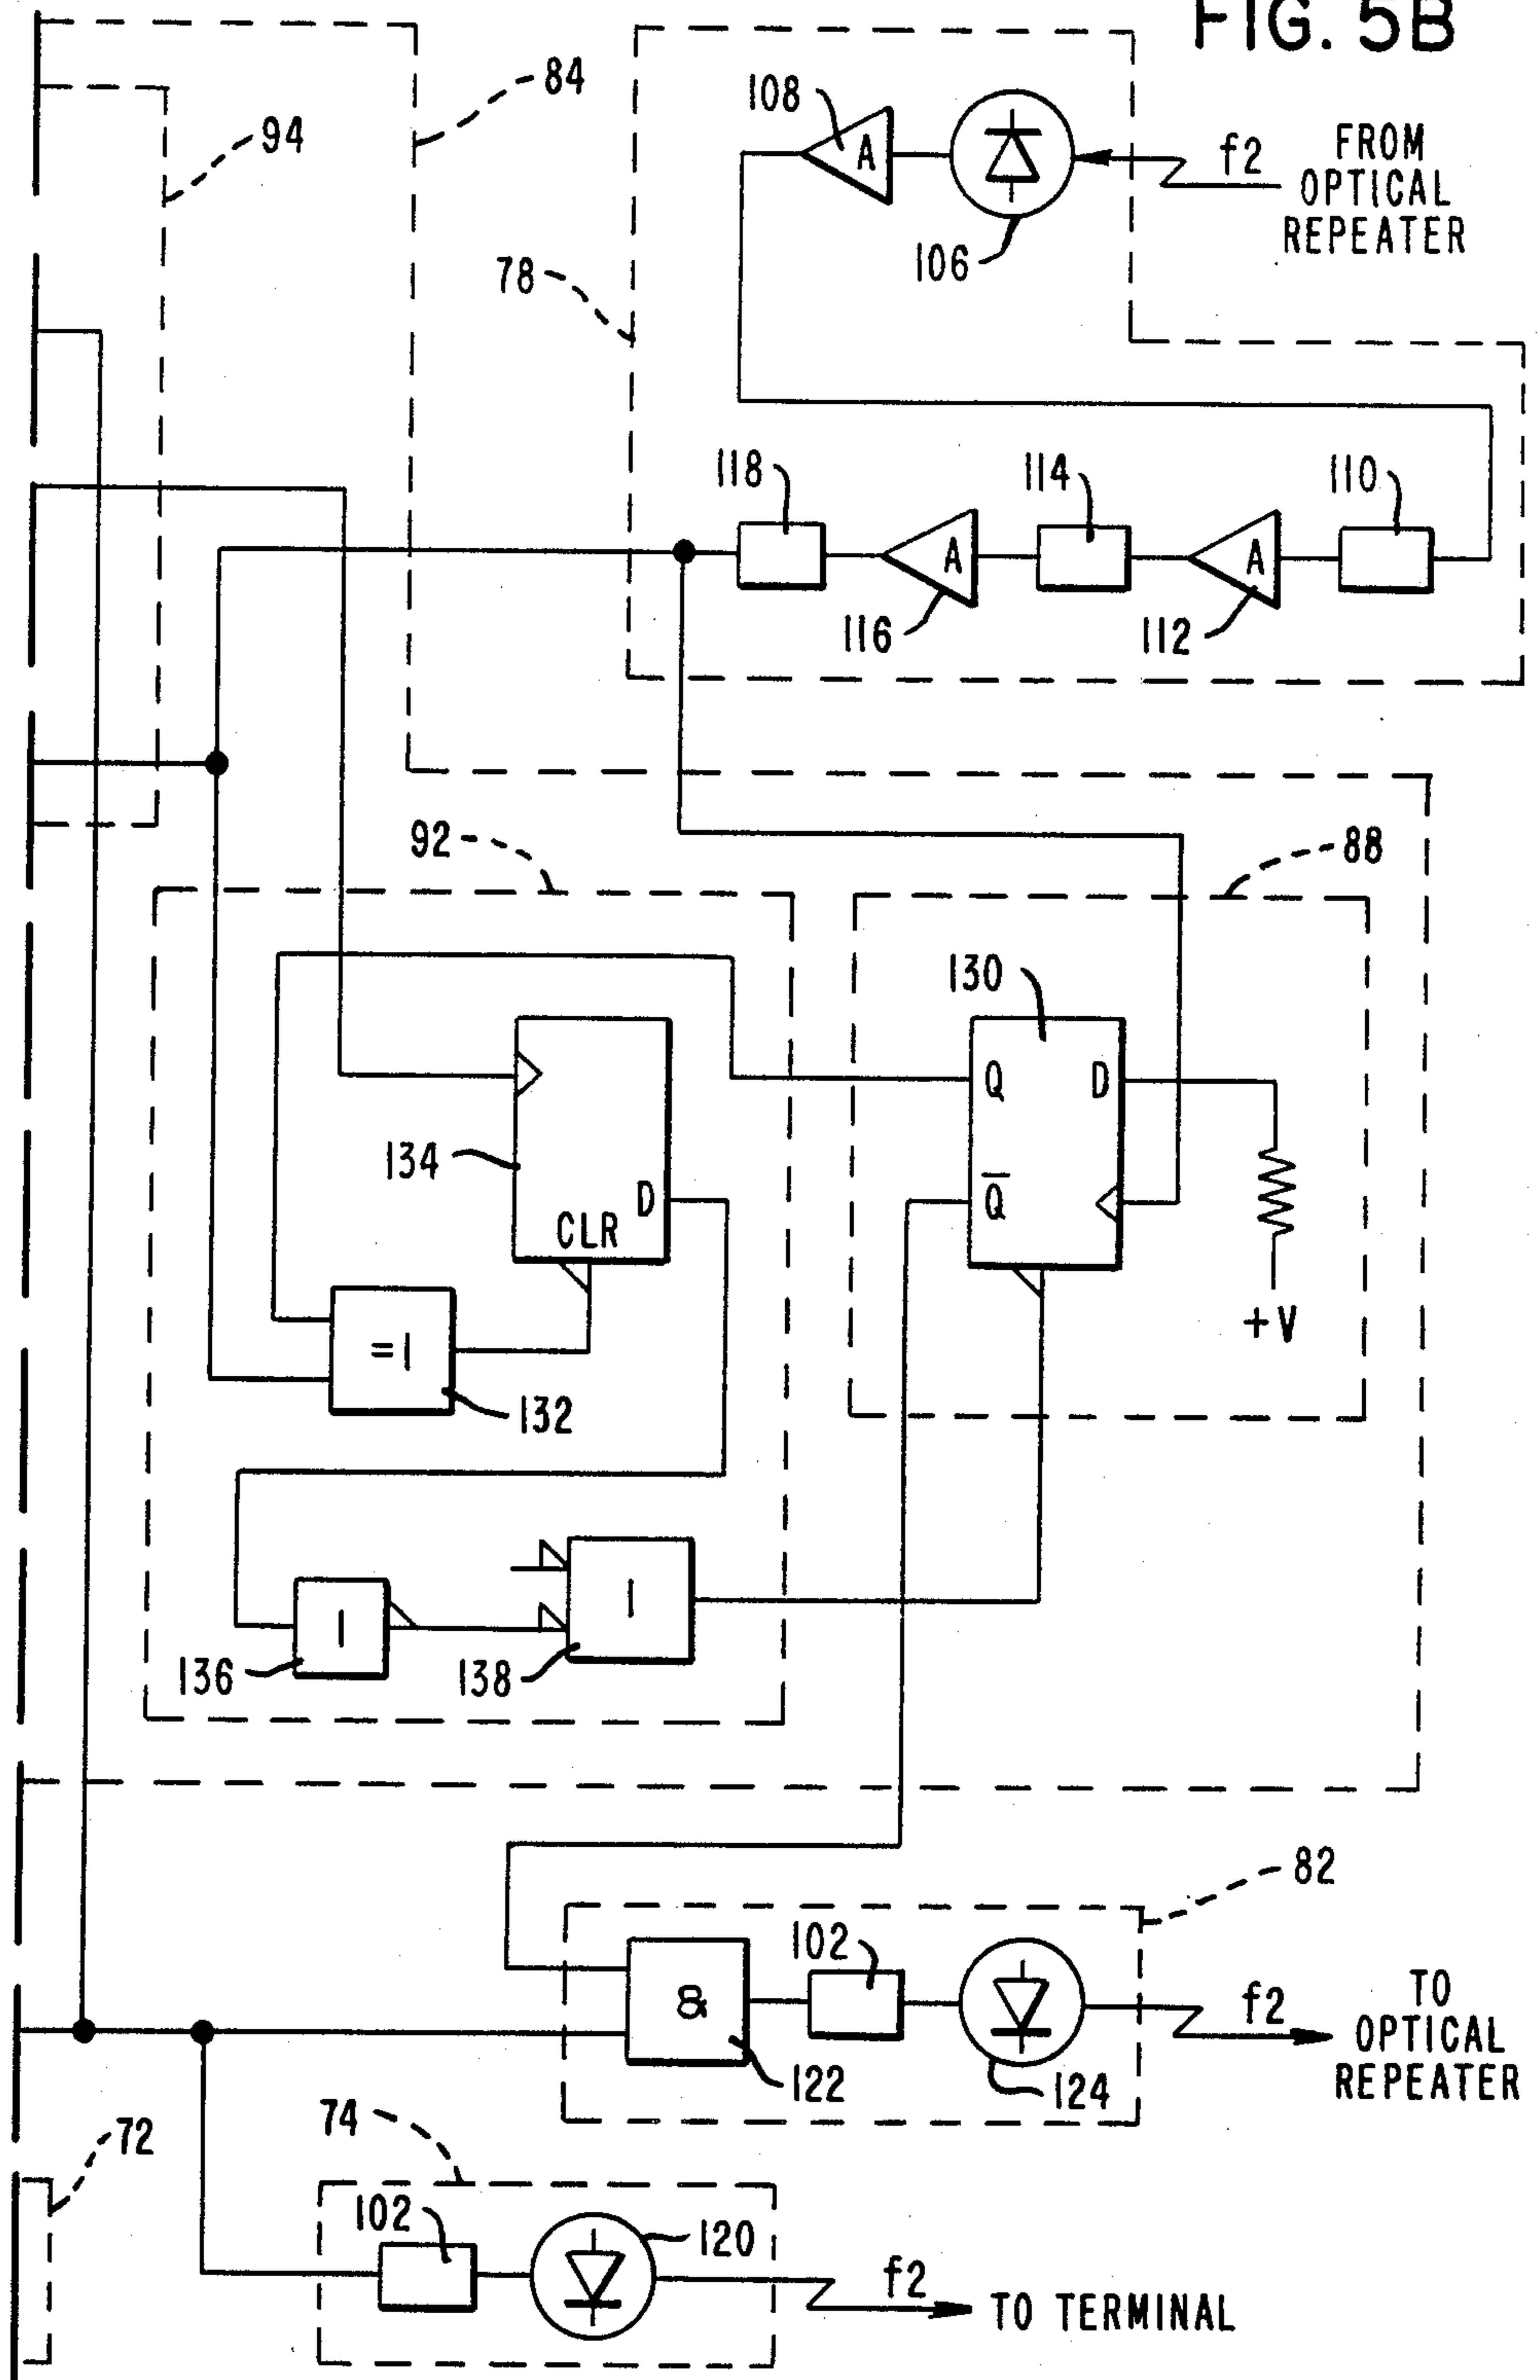 FIG. 5B
84
108
A
f2
FROM
OPTICAL
REPEATER
94
106
78
118
114
110
A
A
116
112
92
88
130
Q
D
134
Q̅
D
CLR
=1
+V
132
1
1
136
138
82
102
&
f2
TO
OPTICAL
REPEATER
122
124
74
72
102
120
f2
TO TERMINAL